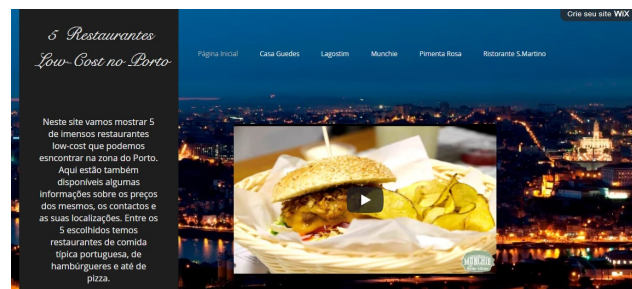 Crie seu site WiX
5 Restaurantes
Low-Cost no Porto
Página Inicial
Casa Guedes
Lagostim
Munchie
Pimenta Rosa
Ristorante S.Martino
Neste site vamos mostrar 5
de imensos restaurantes
low-cost que podemos
esncontrar na zona do Porto.
Aqui estão também
disponíveis algumas
informações sobre os preços
dos mesmos, os contactos e
as suas localizações. Entre os
5 escolhidos temos
restaurantes de comida
típica portuguesa, de
hambúrgueres e até de
pizza.
MUNCHIE